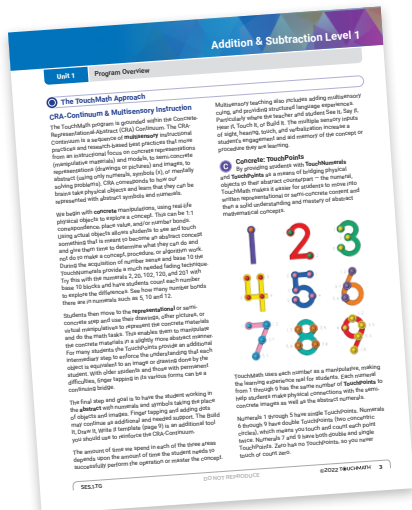 Addition & Subtraction Level 1
Unit 1 Program Overview
The TouchMath Approach
CRA-Continuum & Multisensory Instruction
The TouchMath program is grounded within the Concrete-
Representational-Abstract (CRA) Continuum. The CRA-
Continuum is a sequence of multisensory instructional
practices and research-based best practices that move
from an instructional focus on concrete representations
(manipulative materials) and models, to semi-concrete
representations (drawings or pictures) and images, to
abstract (using only numerals, symbols (x), or mentally
solving problems). CRA corresponds to how our
brains take physical objects and learn that they can be
represented with abstract symbols and numerals.
We begin with concrete manipulations, using real-life
physical objects to explore a concept. This can be 1:1
correspondence, place value, and/or number bonds.
Using actual objects allows students to use and touch
something that is meant to become an abstract concept
and give them time to determine what they can do and
not do to make a concept, procedure, or algorithm work.
During the acquisition of number sense and base 10 the
TouchNumerals provide a much needed fading technique.
Try this with the numerals 2, 20, 102, 120, and 201 with
base 10 blocks and have students count each number
to explore the differences. See how many number bonds
there are in numerals such as 5, 10 and 12.
Students then move to the representational or semi-
concrete step and use their drawings, other pictures, or
virtual manipulatives to represent the concrete materials
and do the math tasks. This enables them to manipulate
the concrete materials in a slightly more abstract manner.
For many students the TouchPoints provide an additional
intermediary step to enforce the understanding that each
object is equivalent to an image or drawing done by the
student. With older students and those with permanent
difficulties, finger tapping in its various forms can be a
continuing bridge.
The final step and goal is to have the student working in
the abstract with numerals and symbols taking the place
of objects and images. Finger tapping and adding dots
may continue as additional and needed support. The Build
It, Draw It, Write It template (page 9) is an additional tool
you should use to reinforce the CRA-Continuum.
The amount of time we spend in each of the three areas
depends upon the amount of time the student needs to
successfully perform the operation or master the concept.
Multisensory teaching also includes adding multisensory
cuing, and providing structured language experiences.
Particularly where the teacher and student See It, Say It,
Hear It, Touch It, or Build It. The multiple sensory inputs
of sight, hearing, touch, and verbalization increase a
student's engagement and aid memory of the concept or
procedure they are learning.
C Concrete: TouchPoints
By providing students with TouchNumerals
and TouchPoints as a means of bridging physical
objects to their abstract counterpart – the numeral,
TouchMath makes it easier for students to move into
written representational or semi-concrete content and
then a solid understanding and mastery of abstract
mathematical concepts.
1 2 3
4 5 6
7 8 9
TouchMath uses each number as a manipulative, making
the learning experience real for students. Each numeral
from 1 through 9 has the same number of TouchPoints to
help students make physical connections with the semi-
concrete images as well as the abstract numerals.
Numerals 1 through 5 have single TouchPoints. Numerals
6 through 9 have double TouchPoints (two concentric
circles), which means you touch and count each point
twice. Numerals 7 and 9 have both double and single
TouchPoints. Zero has no TouchPoints, so you never
touch or count zero.
SES.1.TG
DO NOT REPRODUCE
©2022 TOUCHMATH 3